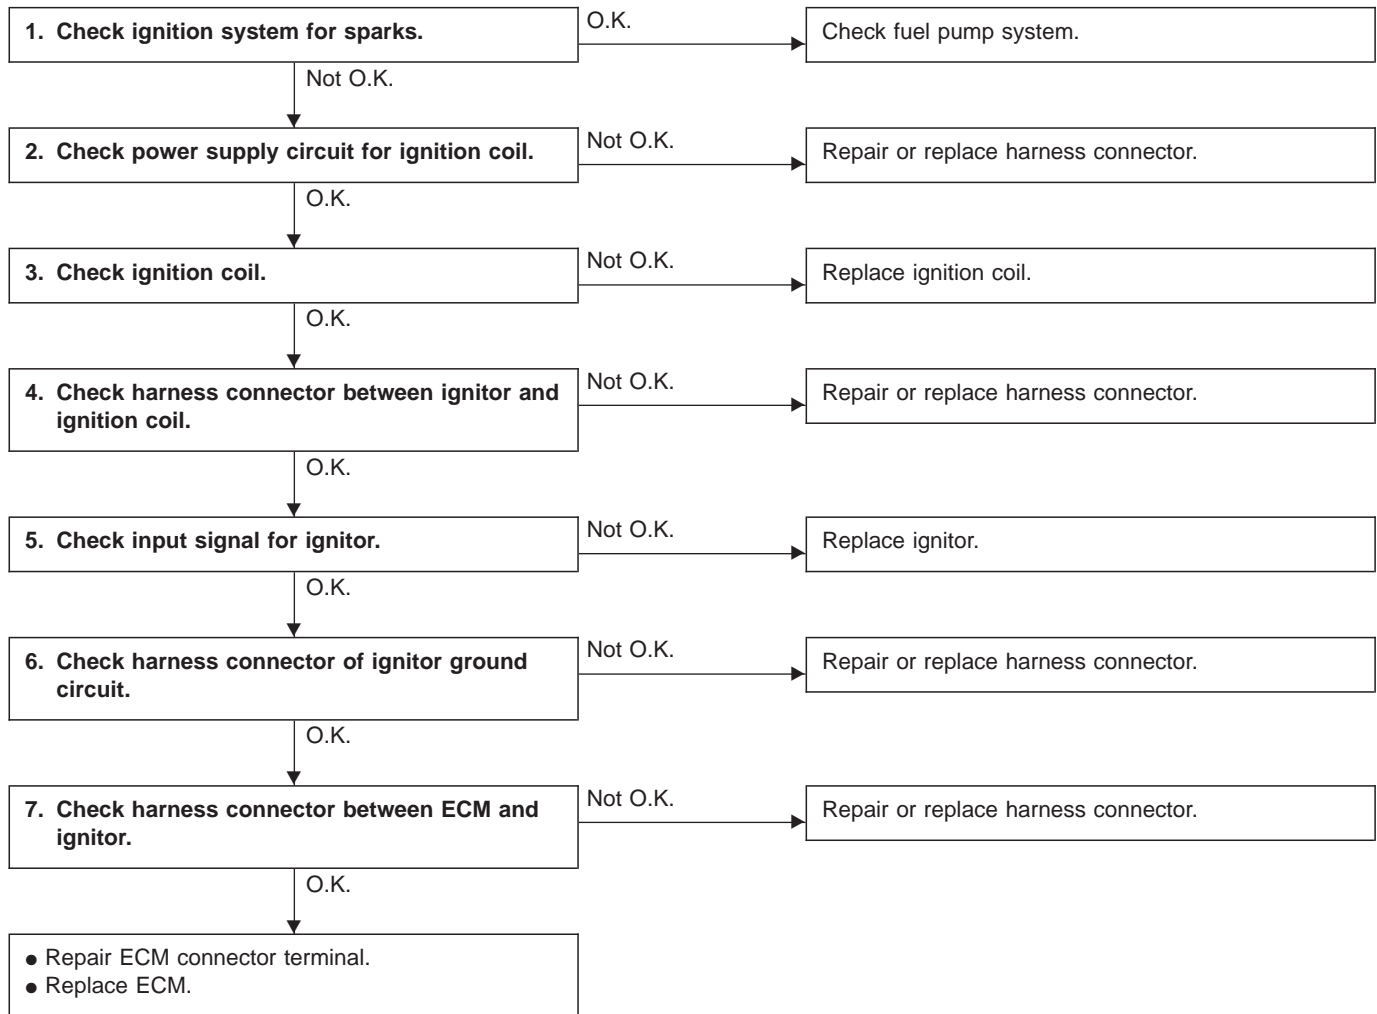 1. Check ignition system for sparks.
O.K.
Check fuel pump system.
Not O.K.
2. Check power supply circuit for ignition coil.
Not O.K.
Repair or replace harness connector.
O.K.
3. Check ignition coil.
Not O.K.
Replace ignition coil.
O.K.
4. Check harness connector between ignitor and
ignition coil.
Not O.K.
Repair or replace harness connector.
O.K.
5. Check input signal for ignitor.
Not O.K.
Replace ignitor.
O.K.
6. Check harness connector of ignitor ground
circuit.
Not O.K.
Repair or replace harness connector.
O.K.
7. Check harness connector between ECM and
ignitor.
Not O.K.
Repair or replace harness connector.
O.K.
● Repair ECM connector terminal.
● Replace ECM.